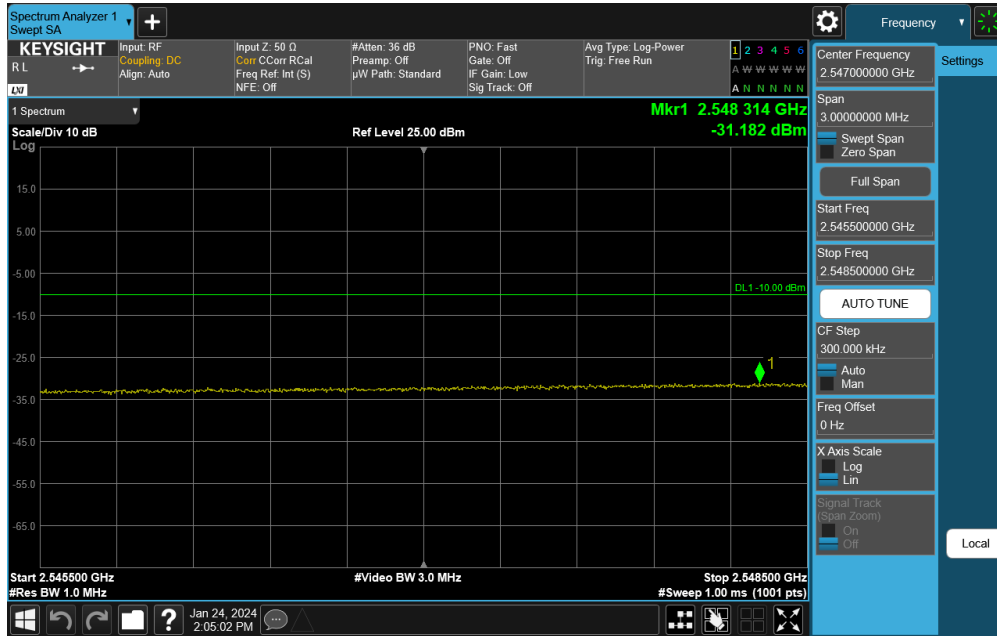 Spectrum Analyzer 1
Swept SA
Frequency
KEYSIGHT
R L
LXI
Input: RF
Coupling: DC
Align: Auto
Input Z: 50 Ω
Corr CCorr RCal
Freq Ref: Int (S)
NFE: Off
#Atten: 36 dB
Preamp: Off
µW Path: Standard
PNO: Fast
Gate: Off
IF Gain: Low
Sig Track: Off
Avg Type: Log-Power
Trig: Free Run
1 2 3 4 5 6
A W W W W W
A N N N N N
1 Spectrum
Scale/Div 10 dB
Log
Ref Level 25.00 dBm
Mkr1 2.548 314 GHz
-31.182 dBm
15.0
5.00
-5.00
-15.0
-25.0
-35.0
-45.0
-55.0
-65.0
DL1 -10.00 dBm
1
Start 2.545500 GHz
#Res BW 1.0 MHz
#Video BW 3.0 MHz
Stop 2.548500 GHz
#Sweep 1.00 ms (1001 pts)
Center Frequency
2.547000000 GHz
Settings
Span
3.00000000 MHz
Swept Span
Zero Span
Full Span
Start Freq
2.545500000 GHz
Stop Freq
2.548500000 GHz
AUTO TUNE
CF Step
300.000 kHz
Auto
Man
Freq Offset
0 Hz
X Axis Scale
Log
Lin
Signal Track
(Span Zoom)
On
Off
Local
?
Jan 24, 2024
2:05:02 PM